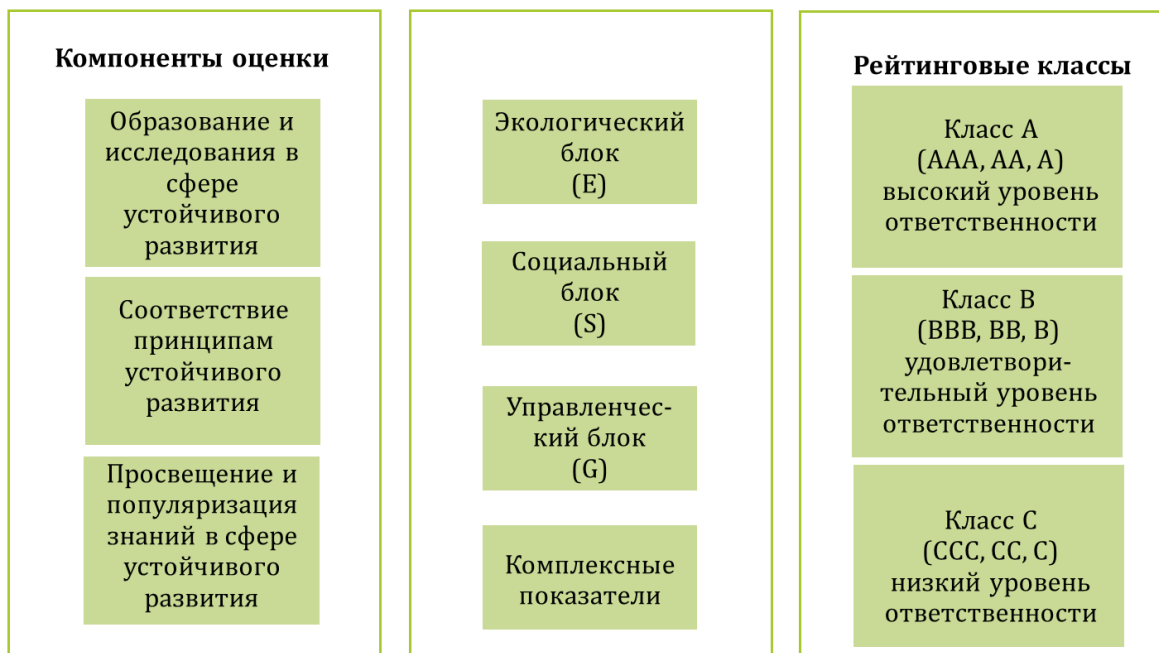 Компоненты оценки
Образование и
исследования в
сфере
устойчивого
развития
Соответствие
принципам
устойчивого
развития
Просвещение и
популяризация
знаний в сфере
устойчивого
развития
Экологический
блок
(E)
Социальный
блок
(S)
Управленчес-
кий блок
(G)
Комплексные
показатели
Рейтинговые классы
Класс А
(ААА, АА, А)
высокий уровень
ответственности
Класс В
(ВВВ, ВВ, В)
удовлетвори-
тельный уровень
ответственности
Класс С
(ССС, СС, С)
низкий уровень
ответственности